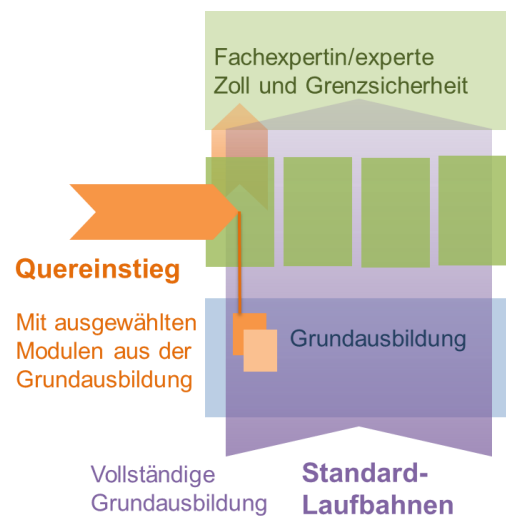 Fachexpertin/experte
Zoll und Grenzsicherheit
Quereinstieg
Mit ausgewählten
Modulen aus der
Grundausbildung
Grundausbildung
Vollständige
Grundausbildung
Standard-
Laufbahnen